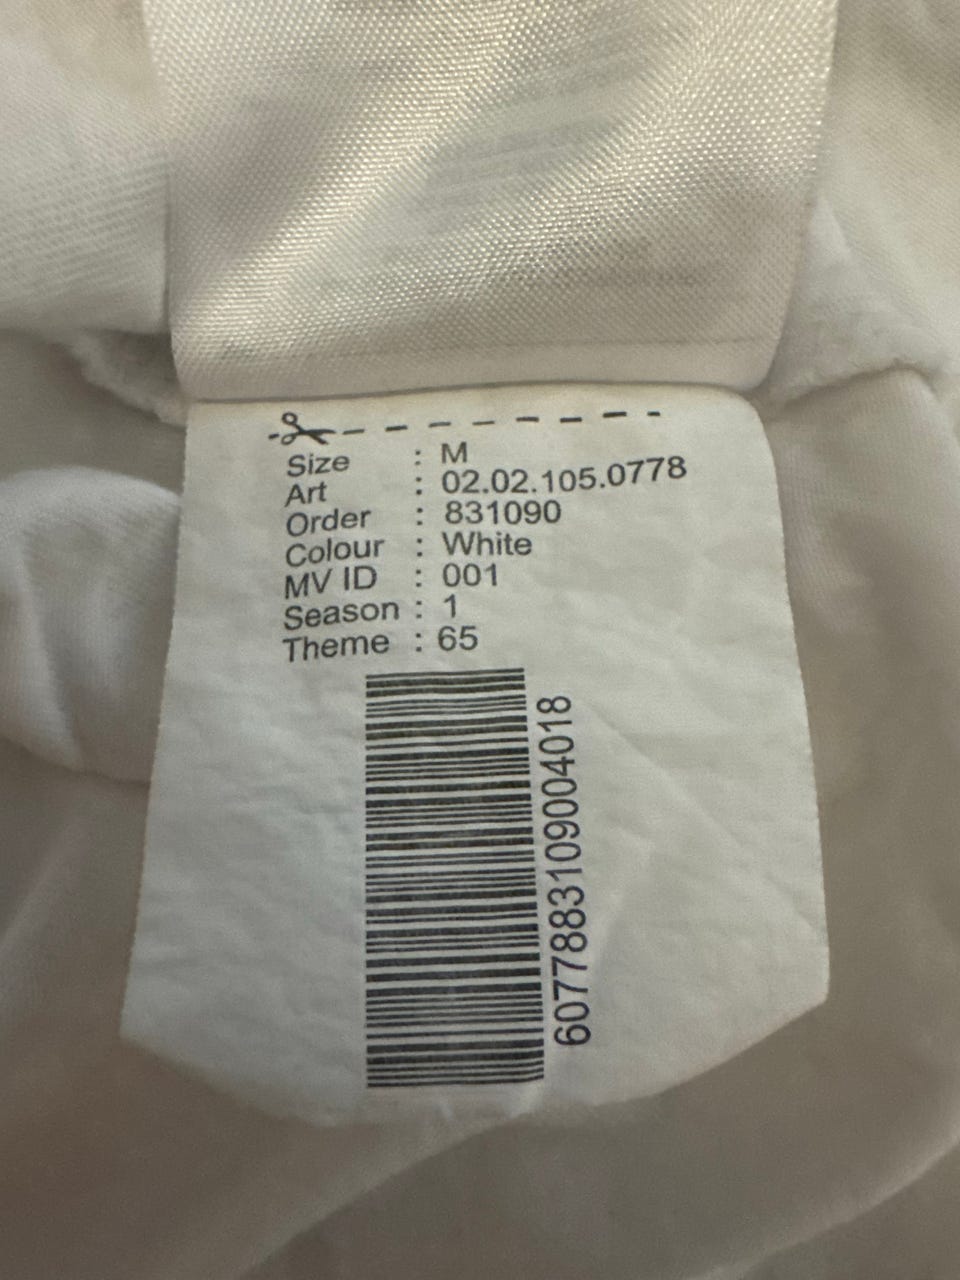 Size : M
Art : 02.02.105.0778
Order : 831090
Colour : White
MV ID : 001
Season : 1
Theme : 65
6077883109004018